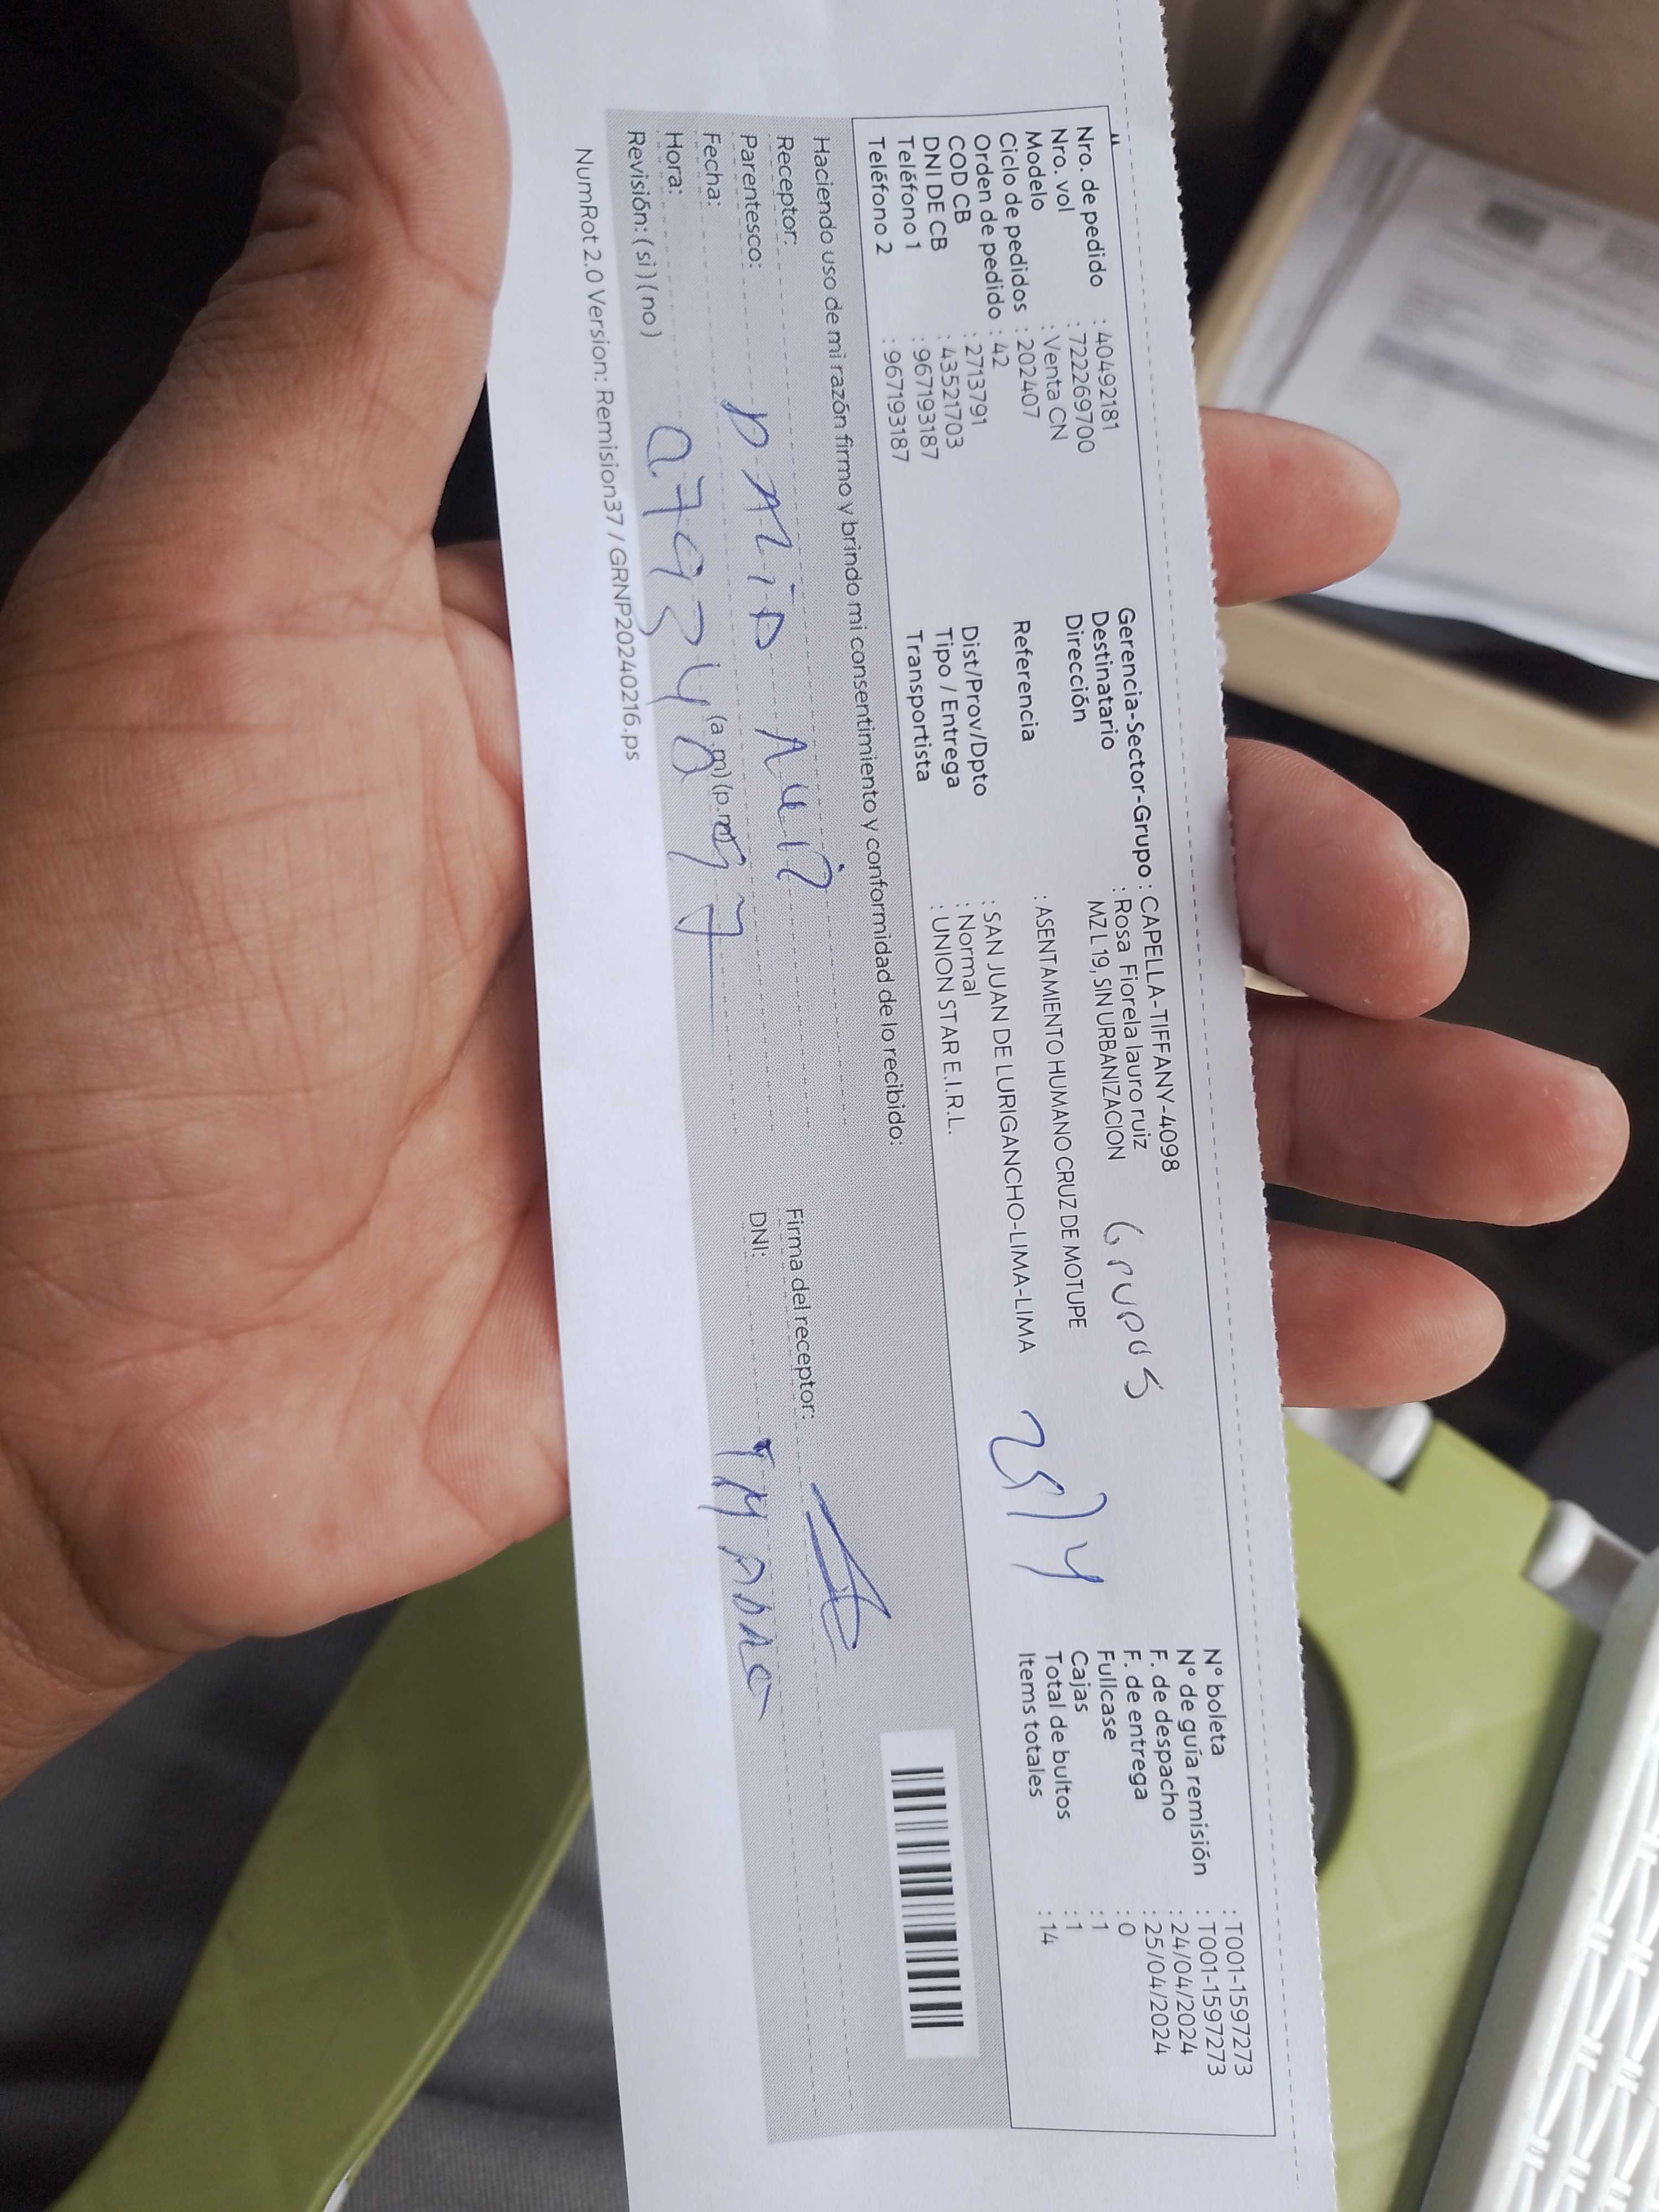 Nro. de pedido : 40492181
Nro. vol : 722269700
Modelo : Venta CN
Ciclo de pedidos : 202407
Orden de pedido : 42
COD CB : 2713791
DNI DE CB : 43521703
Teléfono 1 : 967193187
Teléfono 2 : 967193187
Gerencia-Sector-Grupo : CAPELLA-TIFFANY-4098
Destinatario : Rosa Fiorela lauro ruiz
Dirección MZ L 19, SIN URBANIZACION
Referencia : ASENTAMIENTO HUMANO CRUZ DE MOTUPE
Dist/Prov/Dpto : SAN JUAN DE LURIGANCHO-LIMA-LIMA
Tipo / Entrega : Normal
Transportista : UNION STAR E.I.R.L.
Grupos
N° boleta : T001-1597273
N° de guía remisión : T001-1597273
F. de despacho : 24/04/2024
F. de entrega : 25/04/2024
Fullcase : 0
Cajas : 1
Total de bultos : 1
Items totales : 14
Haciendo uso de mi razón firmo y brindo mi consentimiento y conformidad de lo recibido:
Receptor:
Parentesco:
Fecha:
Hora: (a.m) (p.m)
Revisión: (si) (no)
Firma del receptor:
DNI:
NumRot 2.0 Version: Remision37 / GRNP20240216.ps